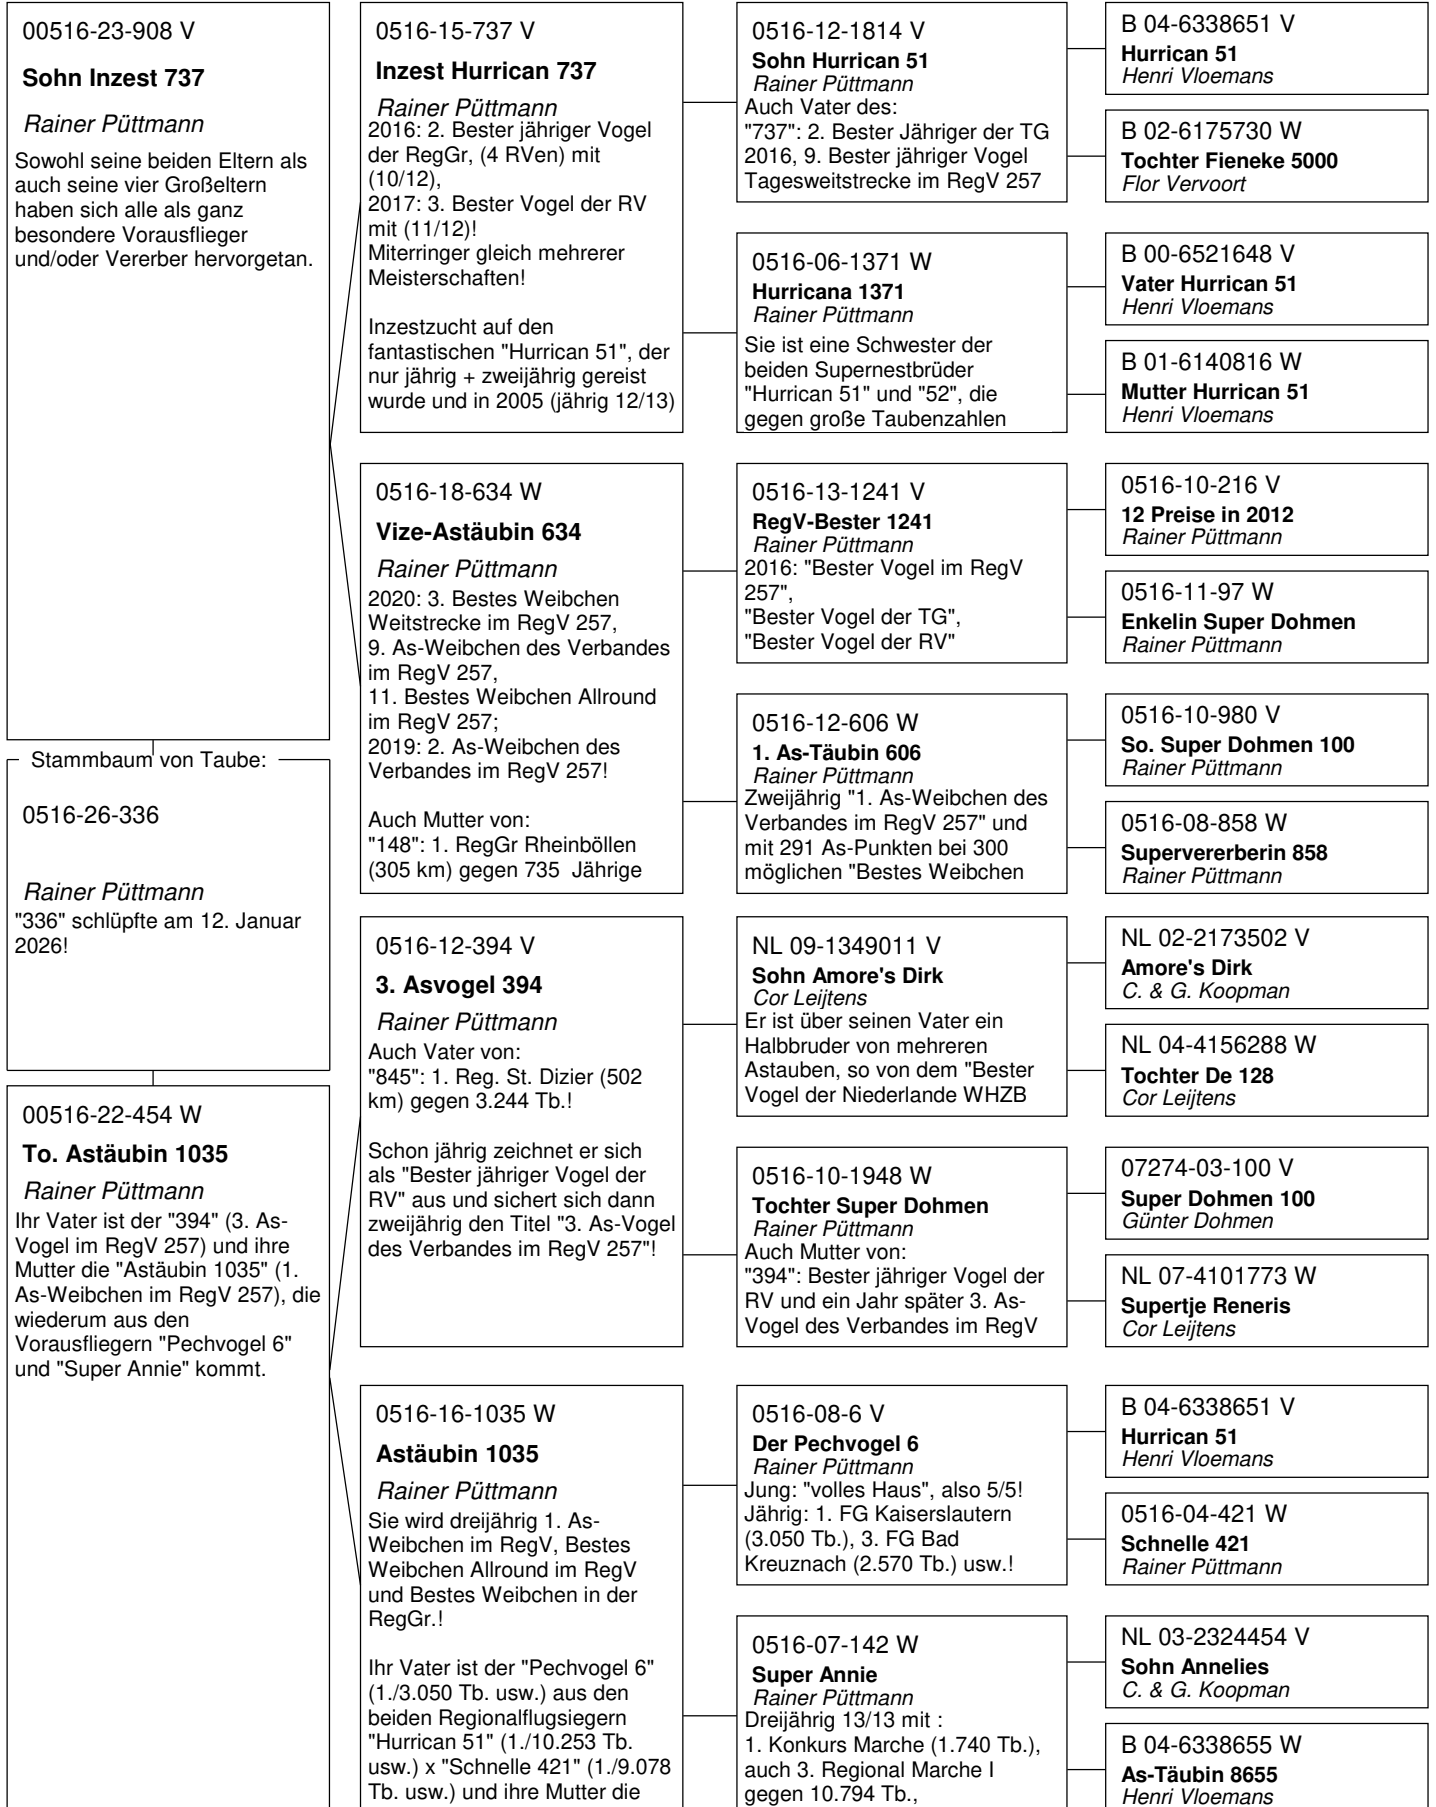 00516-23-908 V
Sohn Inzest 737
Rainer Püttmann
Sowohl seine beiden Eltern als
auch seine vier Großeltern
haben sich alle als ganz
besondere Vorausflieger
und/oder Vererber hervorgetan.
Stammbaum von Taube:
0516-26-336
Rainer Püttmann
"336" schlüpfte am 12. Januar
2026!
00516-22-454 W
To. Astäubin 1035
Rainer Püttmann
Ihr Vater ist der "394" (3. As-
Vogel im RegV 257) und ihre
Mutter die "Astäubin 1035" (1.
As-Weibchen im RegV 257), die
wiederum aus den
Vorausfliegern "Pechvogel 6"
und "Super Annie" kommt.
0516-15-737 V
Inzest Hurrican 737
Rainer Püttmann
2016: 2. Bester jähriger Vogel
der RegGr, (4 RVen) mit
(10/12),
2017: 3. Bester Vogel der RV
mit (11/12)!
Miterringer gleich mehrerer
Meisterschaften!
Inzestzucht auf den
fantastischen "Hurrican 51", der
nur jährig + zweijährig gereist
wurde und in 2005 (jährig 12/13)
0516-18-634 W
Vize-Astäubin 634
Rainer Püttmann
2020: 3. Bestes Weibchen
Weitstrecke im RegV 257,
9. As-Weibchen des Verbandes
im RegV 257,
11. Bestes Weibchen Allround
im RegV 257;
2019: 2. As-Weibchen des
Verbandes im RegV 257!
Auch Mutter von:
"148": 1. RegGr Rheinböllen
(305 km) gegen 735  Jährige
0516-12-394 V
3. Asvogel 394
Rainer Püttmann
Auch Vater von:
"845": 1. Reg. St. Dizier (502
km) gegen 3.244 Tb.!
Schon jährig zeichnet er sich
als "Bester jähriger Vogel der
RV" aus und sichert sich dann
zweijährig den Titel "3. As-Vogel
des Verbandes im RegV 257"!
0516-16-1035 W
Astäubin 1035
Rainer Püttmann
Sie wird dreijährig 1. As-
Weibchen im RegV, Bestes
Weibchen Allround im RegV
und Bestes Weibchen in der
RegGr.!
Ihr Vater ist der "Pechvogel 6"
(1./3.050 Tb. usw.) aus den
beiden Regionalflugsiegern
"Hurrican 51" (1./10.253 Tb.
usw.) x "Schnelle 421" (1./9.078
Tb. usw.) und ihre Mutter die
0516-12-1814 V
Sohn Hurrican 51
Rainer Püttmann
Auch Vater des:
"737": 2. Bester Jähriger der TG
2016, 9. Bester jähriger Vogel
Tagesweitstrecke im RegV 257
0516-06-1371 W
Hurricana 1371
Rainer Püttmann
Sie ist eine Schwester der
beiden Supernestbrüder
"Hurrican 51" und "52", die
gegen große Taubenzahlen
0516-13-1241 V
RegV-Bester 1241
Rainer Püttmann
2016: "Bester Vogel im RegV
257",
"Bester Vogel der TG",
"Bester Vogel der RV"
0516-12-606 W
1. As-Täubin 606
Rainer Püttmann
Zweijährig "1. As-Weibchen des
Verbandes im RegV 257" und
mit 291 As-Punkten bei 300
möglichen "Bestes Weibchen
NL 09-1349011 V
Sohn Amore's Dirk
Cor Leijtens
Er ist über seinen Vater ein
Halbbruder von mehreren
Astauben, so von dem "Bester
Vogel der Niederlande WHZB
0516-10-1948 W
Tochter Super Dohmen
Rainer Püttmann
Auch Mutter von:
"394": Bester jähriger Vogel der
RV und ein Jahr später 3. As-
Vogel des Verbandes im RegV
0516-08-6 V
Der Pechvogel 6
Rainer Püttmann
Jung: "volles Haus", also 5/5!
Jährig: 1. FG Kaiserslautern
(3.050 Tb.), 3. FG Bad
Kreuznach (2.570 Tb.) usw.!
0516-07-142 W
Super Annie
Rainer Püttmann
Dreijährig 13/13 mit :
1. Konkurs Marche (1.740 Tb.),
auch 3. Regional Marche I
gegen 10.794 Tb.,
B 04-6338651 V
Hurrican 51
Henri Vloemans
B 02-6175730 W
Tochter Fieneke 5000
Flor Vervoort
B 00-6521648 V
Vater Hurrican 51
Henri Vloemans
B 01-6140816 W
Mutter Hurrican 51
Henri Vloemans
0516-10-216 V
12 Preise in 2012
Rainer Püttmann
0516-11-97 W
Enkelin Super Dohmen
Rainer Püttmann
0516-10-980 V
So. Super Dohmen 100
Rainer Püttmann
0516-08-858 W
Supervererberin 858
Rainer Püttmann
NL 02-2173502 V
Amore's Dirk
C. & G. Koopman
NL 04-4156288 W
Tochter De 128
Cor Leijtens
07274-03-100 V
Super Dohmen 100
Günter Dohmen
NL 07-4101773 W
Supertje Reneris
Cor Leijtens
B 04-6338651 V
Hurrican 51
Henri Vloemans
0516-04-421 W
Schnelle 421
Rainer Püttmann
NL 03-2324454 V
Sohn Annelies
C. & G. Koopman
B 04-6338655 W
As-Täubin 8655
Henri Vloemans